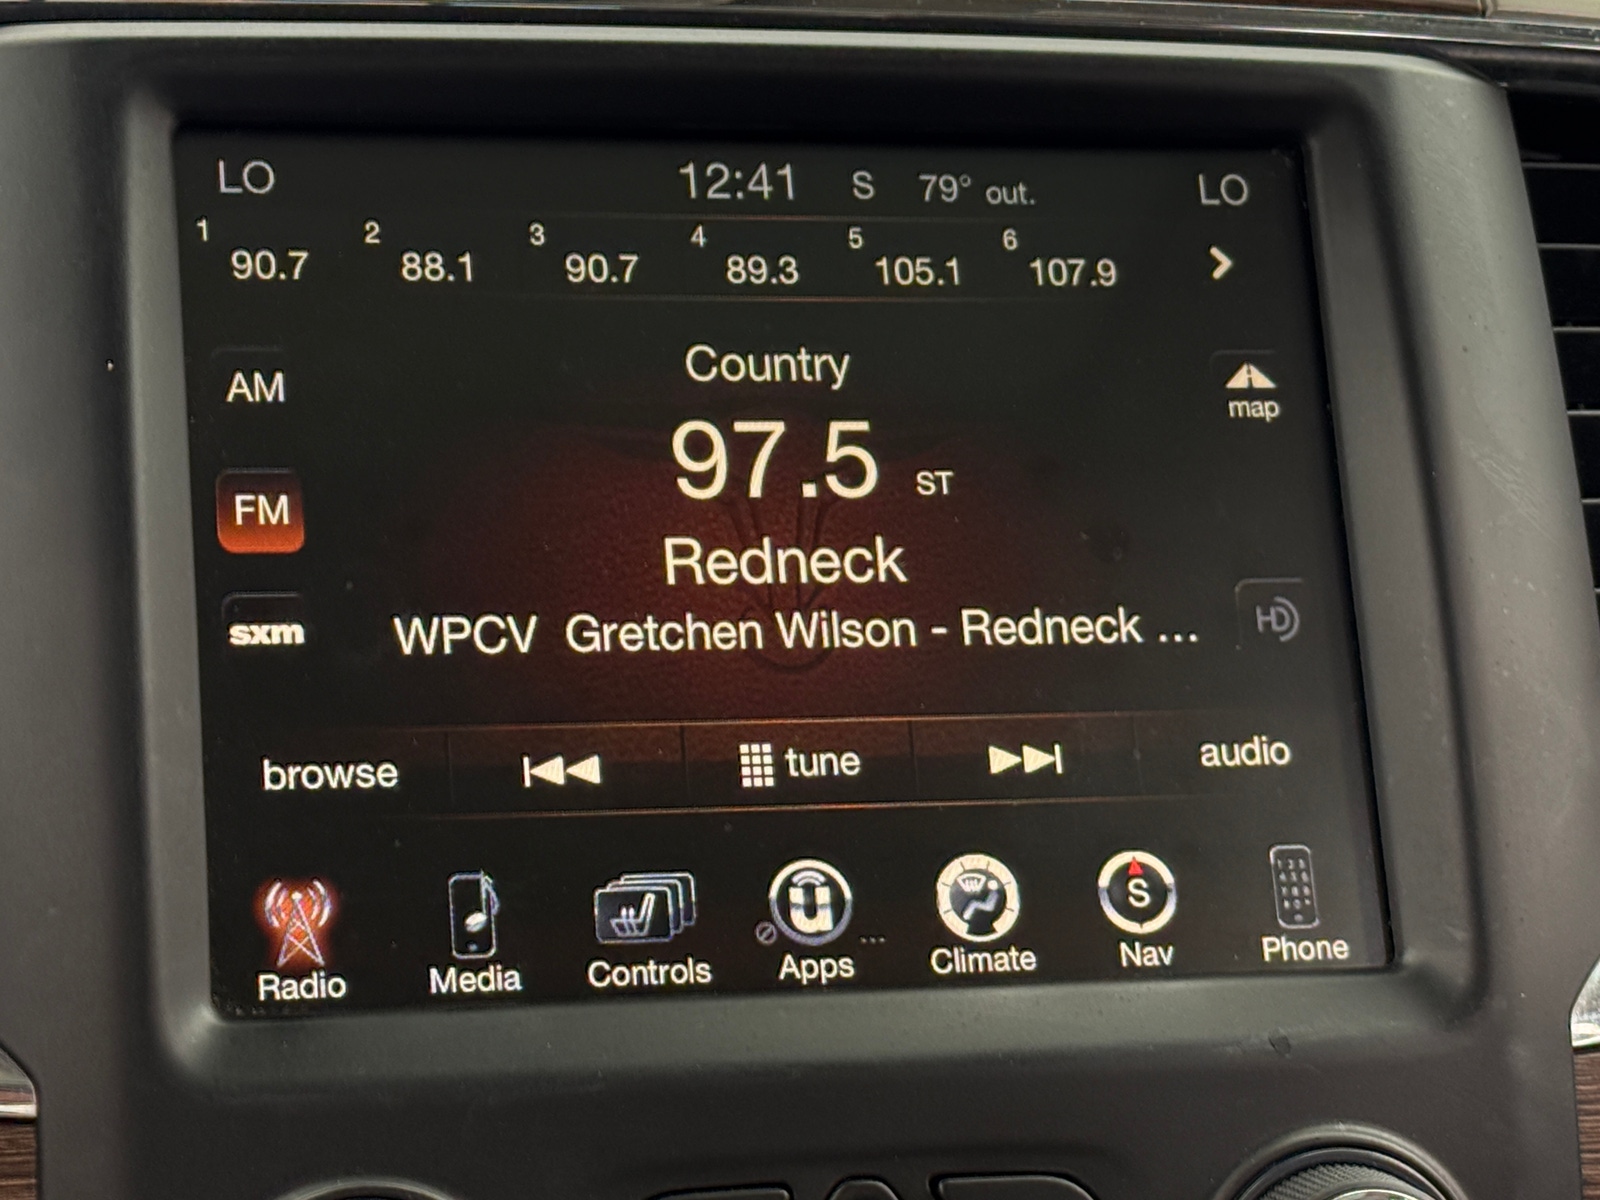 LO 12:41 S 79° out. LO
1 90.7 2 88.1 3 90.7 4 89.3 5 105.1 6 107.9
Country
AM
map
97.5 ST
FM
Redneck
HD
sxm WPCV Gretchen Wilson - Redneck ...
browse tune audio
S
Radio Media Controls Apps ... Climate Nav Phone